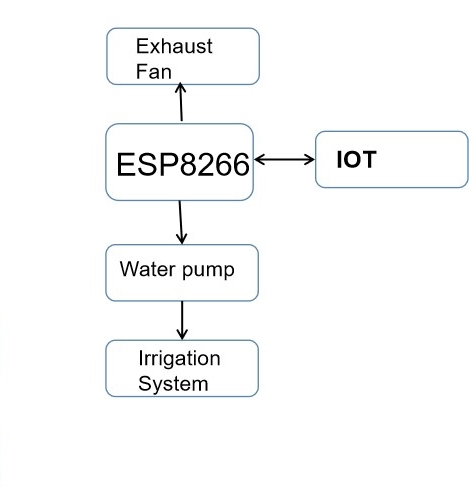 Exhaust
Fan
ESP8266
IOT
Water pump
Irrigation
System